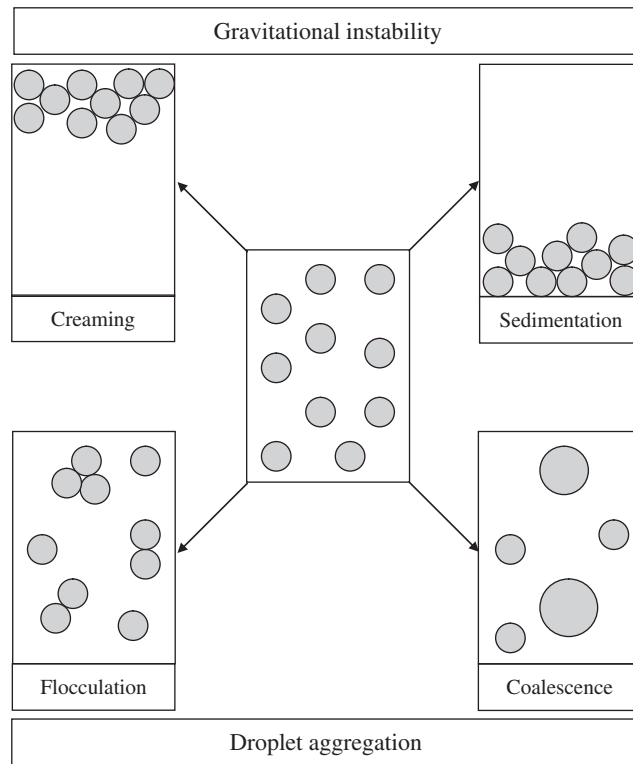 Gravitational instability
Creaming
Sedimentation
Flocculation
Coalescence
Droplet aggregation